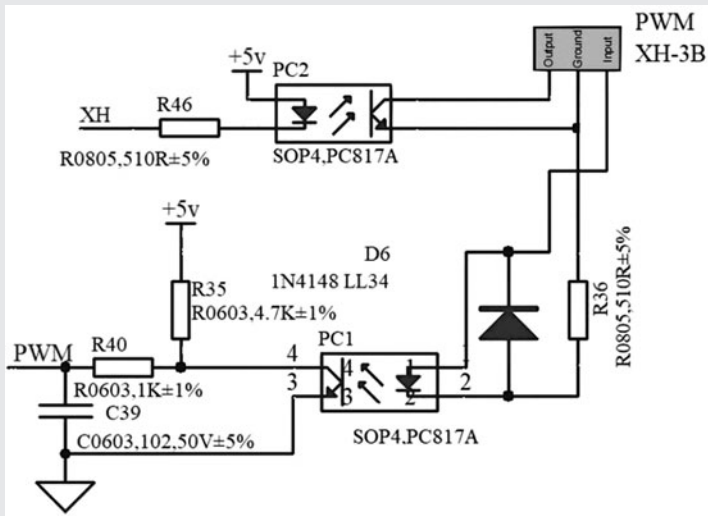 PWM
XH-3B
Output
Ground
Input
+5v
PC2
XH
R46
R0805,510R±5%
SOP4,PC817A
+5v
D6
1N4148 LL34
R35
R0603,4.7K±1%
R36
R0805,510R±5%
PC1
PWM
R40
4
4
1
1
R0603,1K±1%
3
3
2
2
C39
C0603,102,50V±5%
SOP4.PC817A